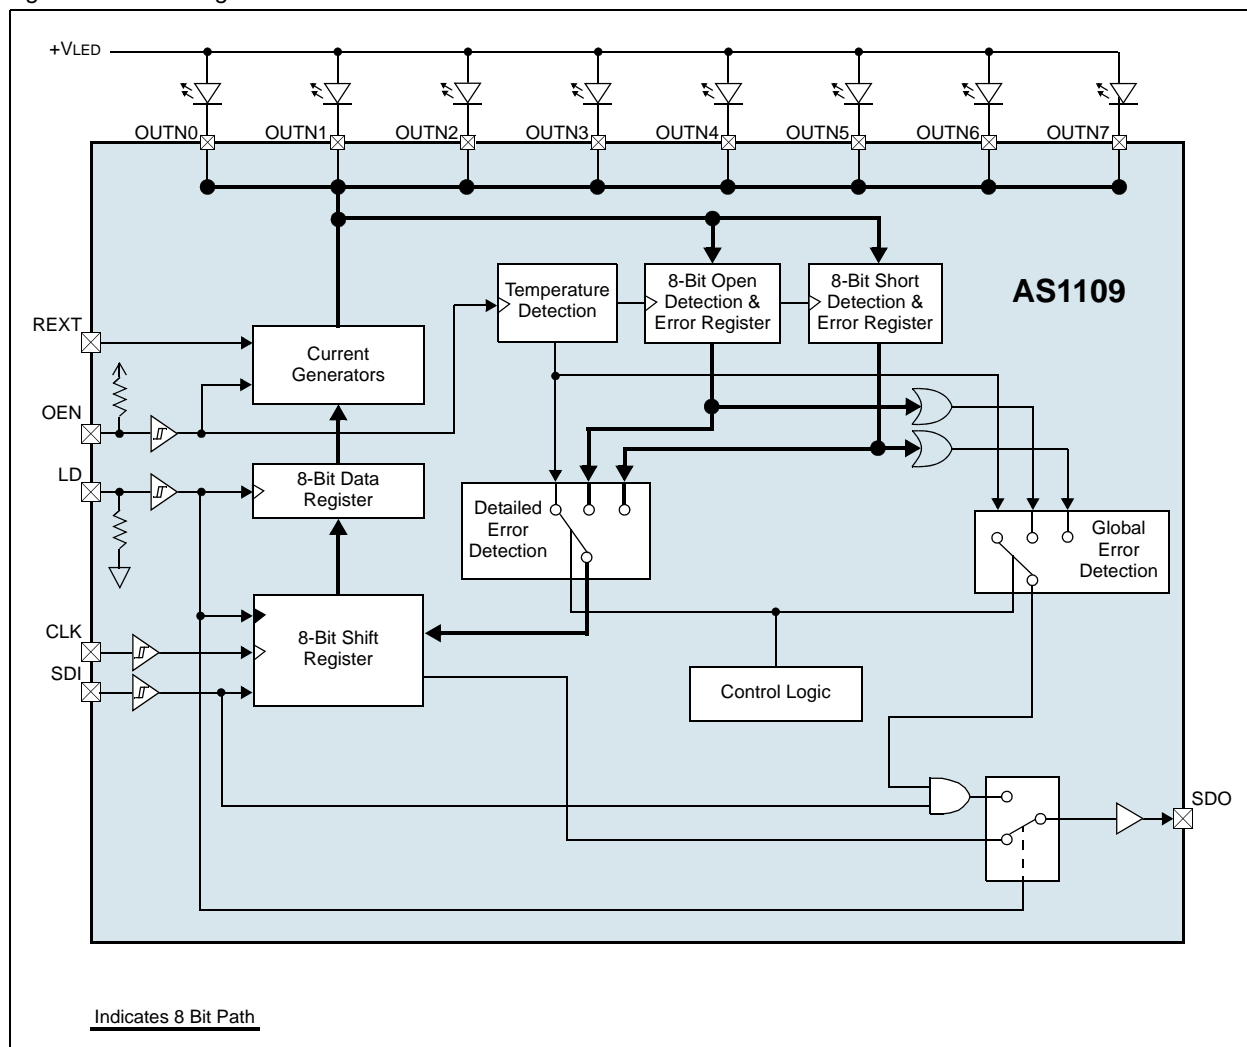 +VLED
OUTN0 OUTN1 OUTN2 OUTN3 OUTN4 OUTN5 OUTN6 OUTN7
AS1109
Temperature
Detection
8-Bit Open
Detection &
Error Register
8-Bit Short
Detection &
Error Register
REXT
Current
Generators
OEN
LD
8-Bit Data
Register
Detailed
Error
Detection
Global
Error
Detection
CLK
SDI
8-Bit Shift
Register
Control Logic
SDO
Indicates 8 Bit Path